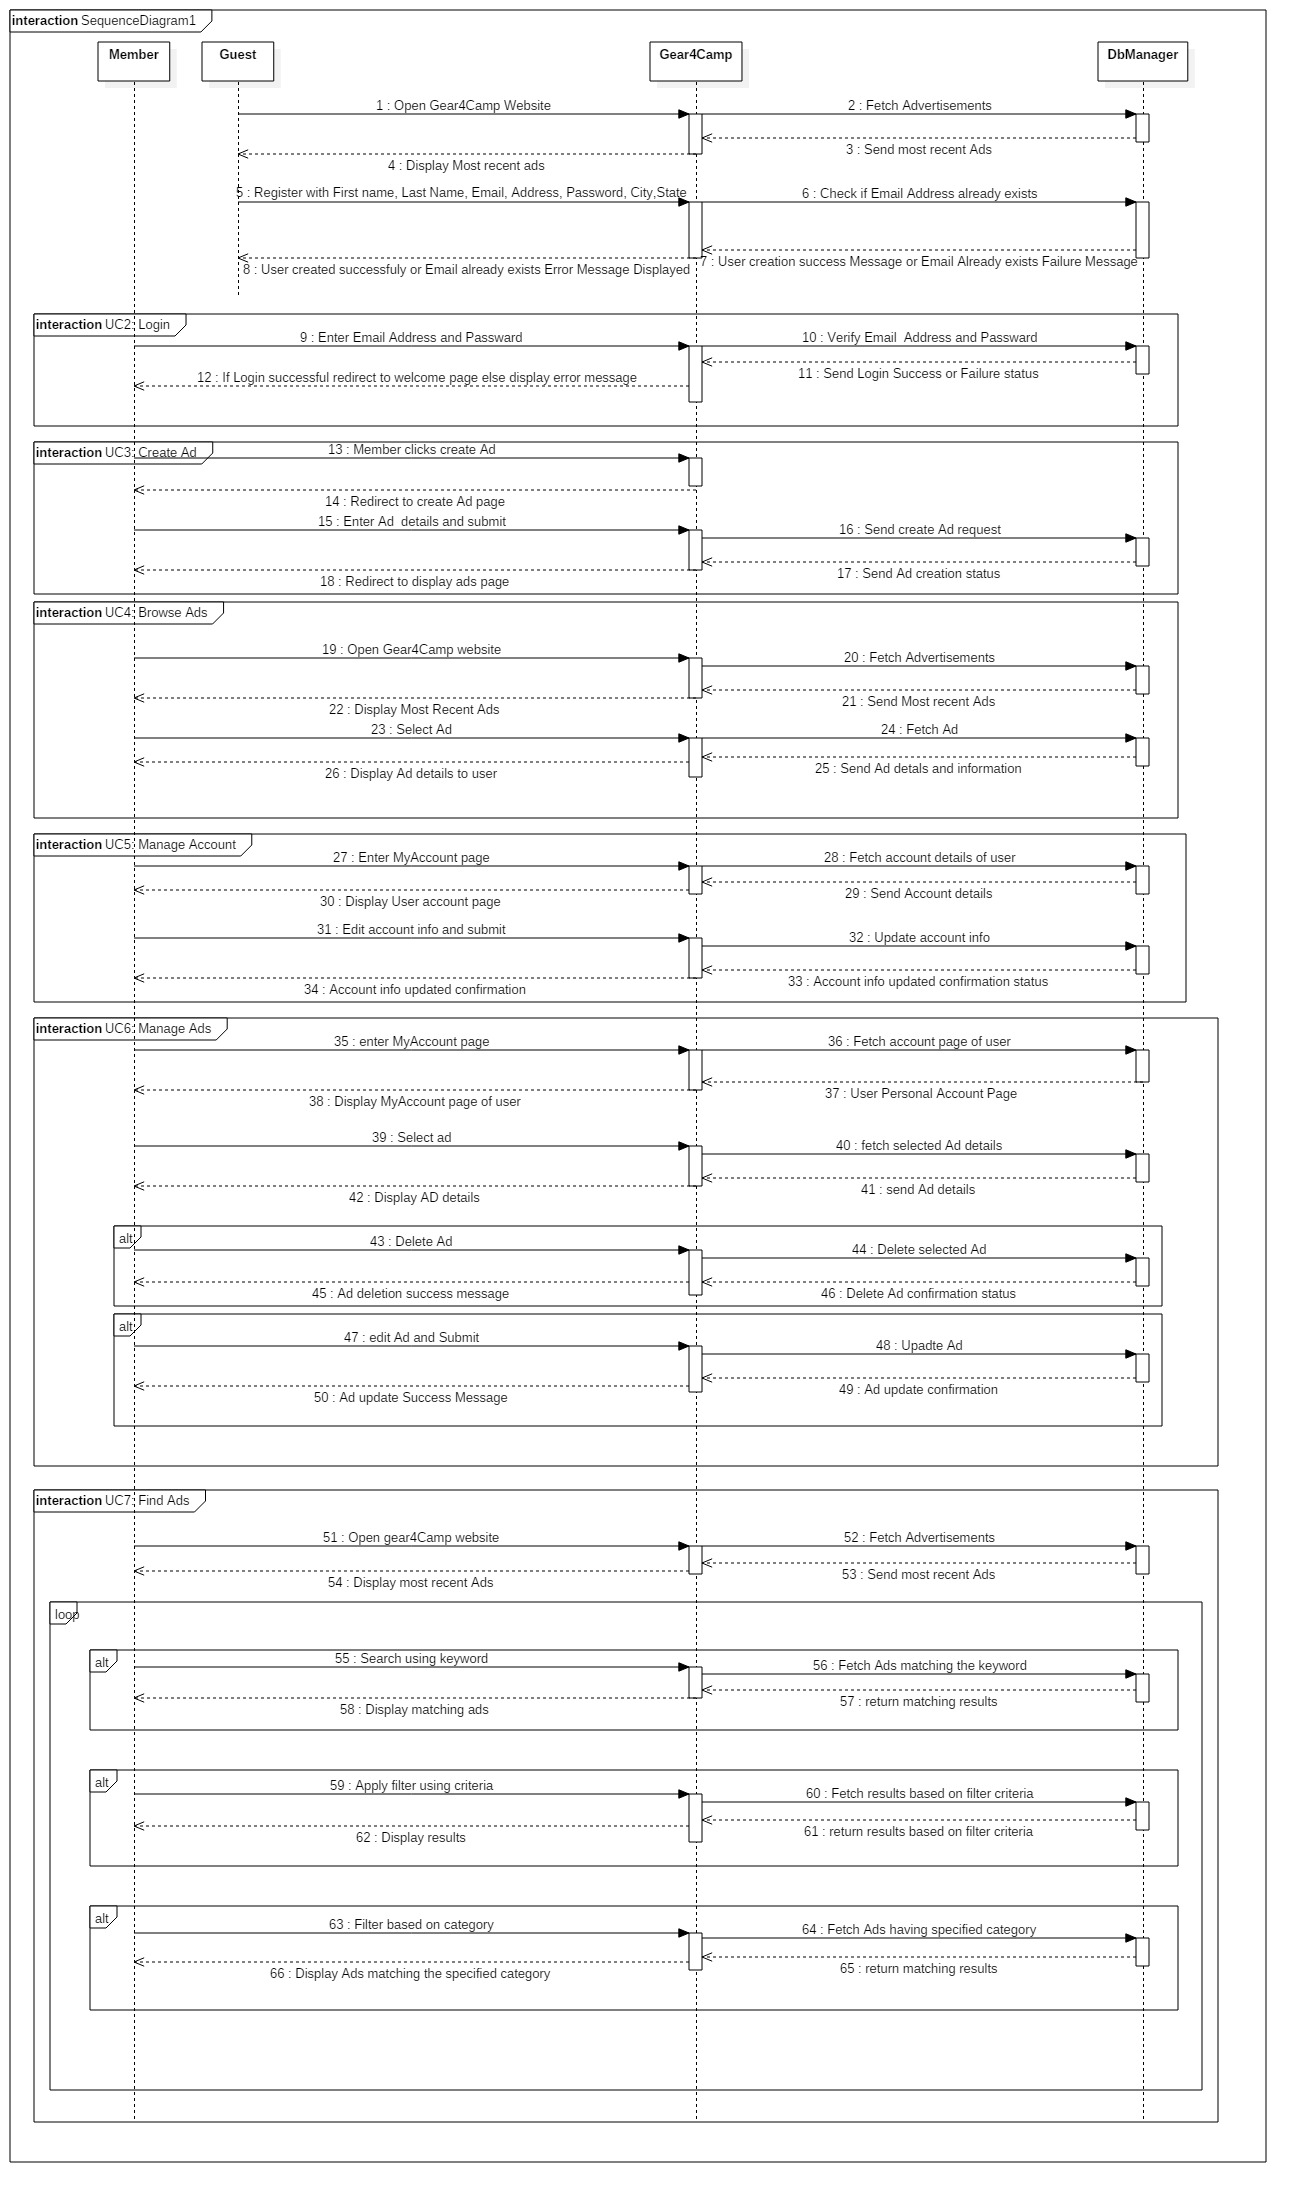 interaction SequenceDiagram1
Member
Guest
Gear4Camp
DbManager
1 : Open Gear4Camp Website
2 : Fetch Advertisements
3 : Send most recent Ads
4 : Display Most recent ads
5 : Register with First name, Last Name, Email, Address, Password, City,State
6 : Check if Email Address already exists
7 : User creation success Message or Email Already exists Failure Message
8 : User created successfuly or Email already exists Error Message Displayed
interaction UC2: Login
9 : Enter Email Address and Password
10 : Verify Email  Address and Password
11 : Send Login Success or Failure status
12 : If Login successful redirect to welcome page else display error message
interaction UC3: Create Ad
13 : Member clicks create Ad
14 : Redirect to create Ad page
15 : Enter Ad  details and submit
16 : Send create Ad request
17 : Send Ad creation status
18 : Redirect to display ads page
interaction UC4: Browse Ads
19 : Open Gear4Camp website
20 : Fetch Advertisements
21 : Send Most recent Ads
22 : Display Most Recent Ads
23 : Select Ad
24 : Fetch Ad
25 : Send Ad detals and information
26 : Display Ad details to user
interaction UC5: Manage Account
27 : Enter MyAccount page
28 : Fetch account details of user
29 : Send Account details
30 : Display User account page
31 : Edit account info and submit
32 : Update account info
33 : Account info updated confirmation status
34 : Account info updated confirmation
interaction UC6: Manage Ads
35 : enter MyAccount page
36 : Fetch account page of user
37 : User Personal Account Page
38 : Display MyAccount page of user
39 : Select ad
40 : fetch selected Ad details
41 : send Ad details
42 : Display AD details
alt
43 : Delete Ad
44 : Delete selected Ad
45 : Ad deletion success message
46 : Delete Ad confirmation status
alt
47 : edit Ad and Submit
48 : Upadte Ad
49 : Ad update confirmation
50 : Ad update Success Message
interaction UC7: Find Ads
51 : Open gear4Camp website
52 : Fetch Advertisements
53 : Send most recent Ads
54 : Display most recent Ads
loop
alt
55 : Search using keyword
56 : Fetch Ads matching the keyword
57 : return matching results
58 : Display matching ads
alt
59 : Apply filter using criteria
60 : Fetch results based on filter criteria
61 : return results based on filter criteria
62 : Display results
alt
63 : Filter based on category
64 : Fetch Ads having specified category
65 : return matching results
66 : Display Ads matching the specified category